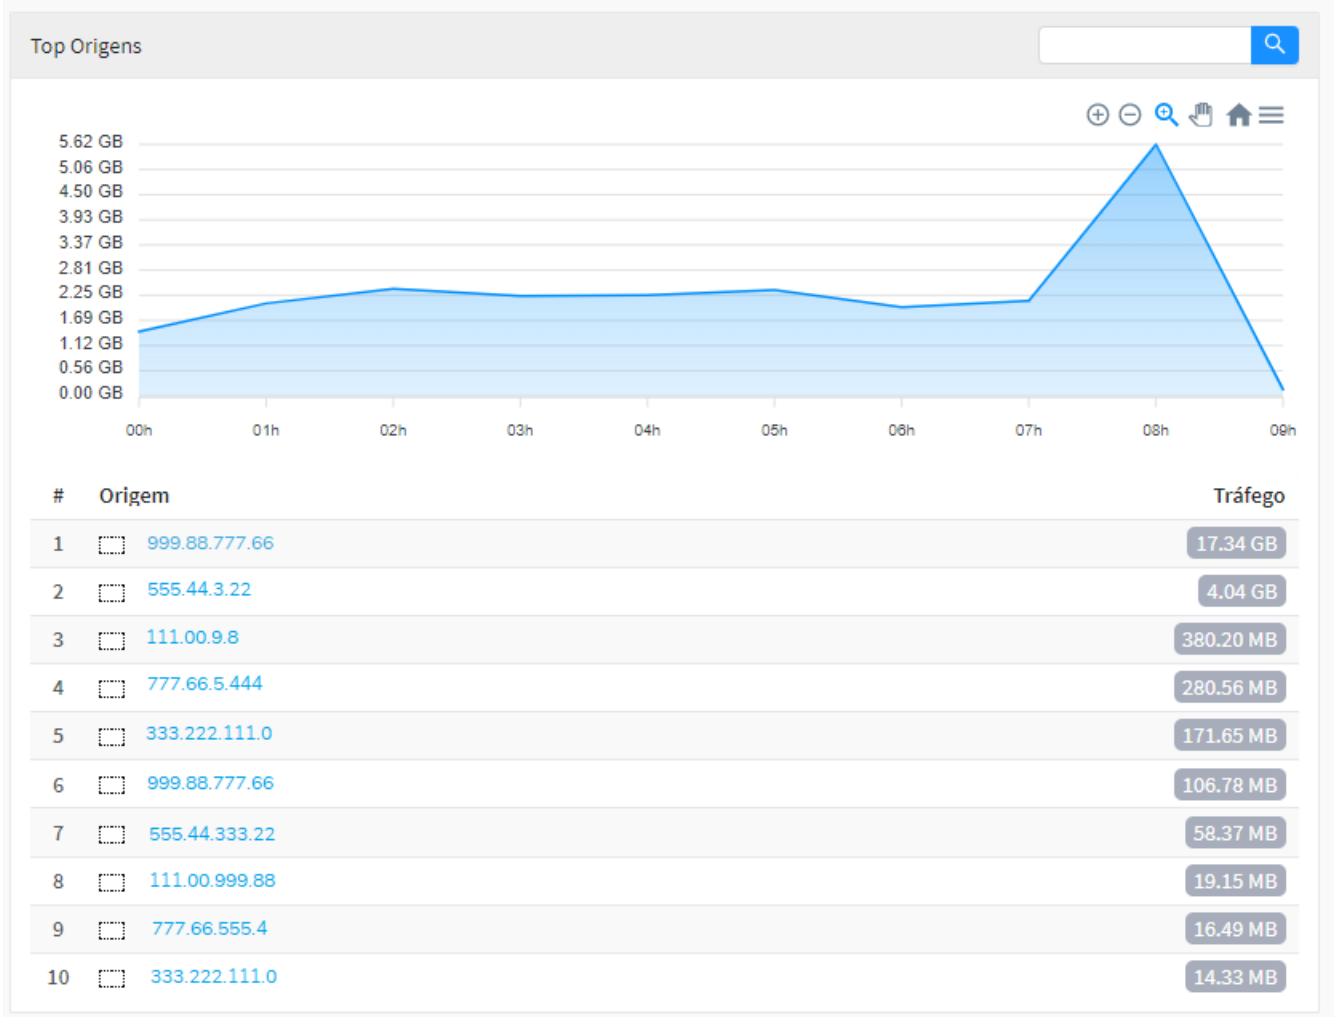 Top Origens
5.62 GB
5.06 GB
4.50 GB
3.93 GB
3.37 GB
2.81 GB
2.25 GB
1.69 GB
1.12 GB
0.56 GB
0.00 GB
00h 01h 02h 03h 04h 05h 06h 07h 08h 09h
# Origem Tráfego
1 999.88.777.66 17.34 GB
2 555.44.3.22 4.04 GB
3 111.00.9.8 380.20 MB
4 777.66.5.444 280.56 MB
5 333.222.111.0 171.65 MB
6 999.88.777.66 106.78 MB
7 555.44.333.22 58.37 MB
8 111.00.999.88 19.15 MB
9 777.66.555.4 16.49 MB
10 333.222.111.0 14.33 MB